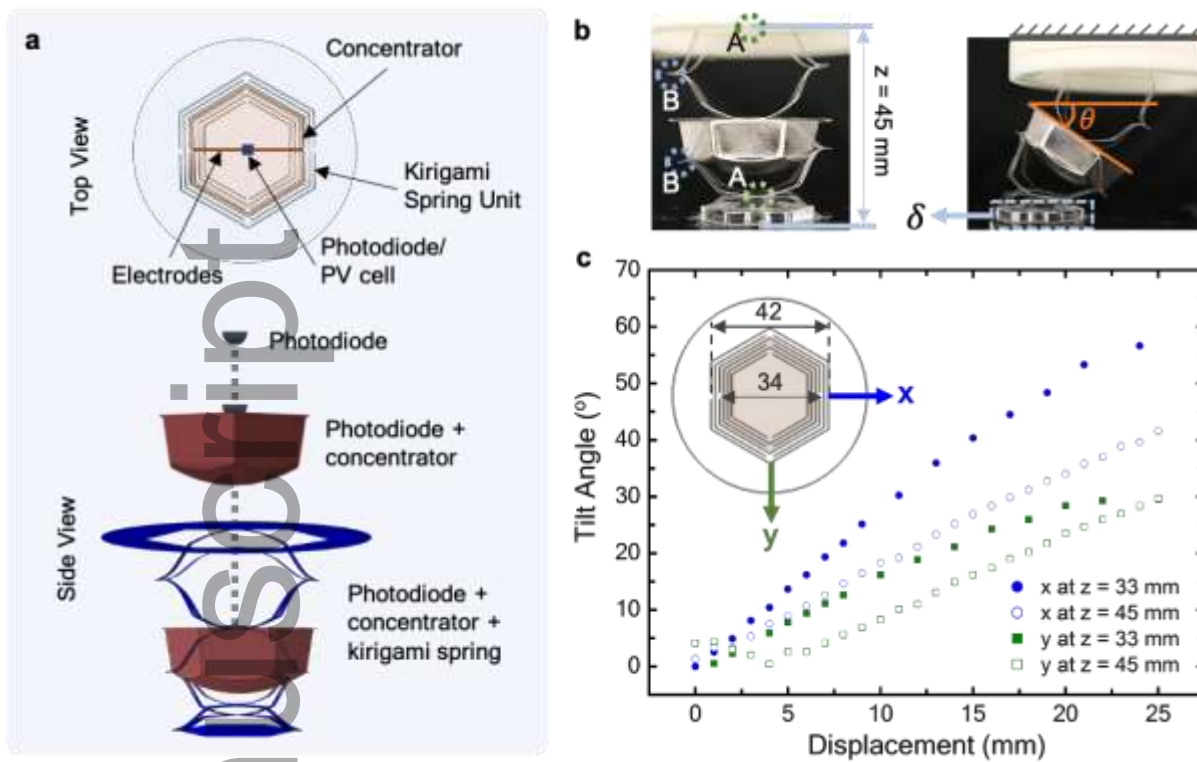 a
Top View
Concentrator
Kirigami
Spring Unit
Photodiode/
PV cell
Electrodes
Side View
Photodiode
Photodiode +
concentrator
Photodiode +
concentrator +
kirigami spring
b
A
B
B
A
z = 45 mm
θ
δ
c
Tilt Angle (º)
70
60
50
40
30
20
10
0
42
34
x
y
x at z = 33 mm
x at z = 45 mm
y at z = 33 mm
y at z = 45 mm
0 5 10 15 20 25
Displacement (mm)
uscript